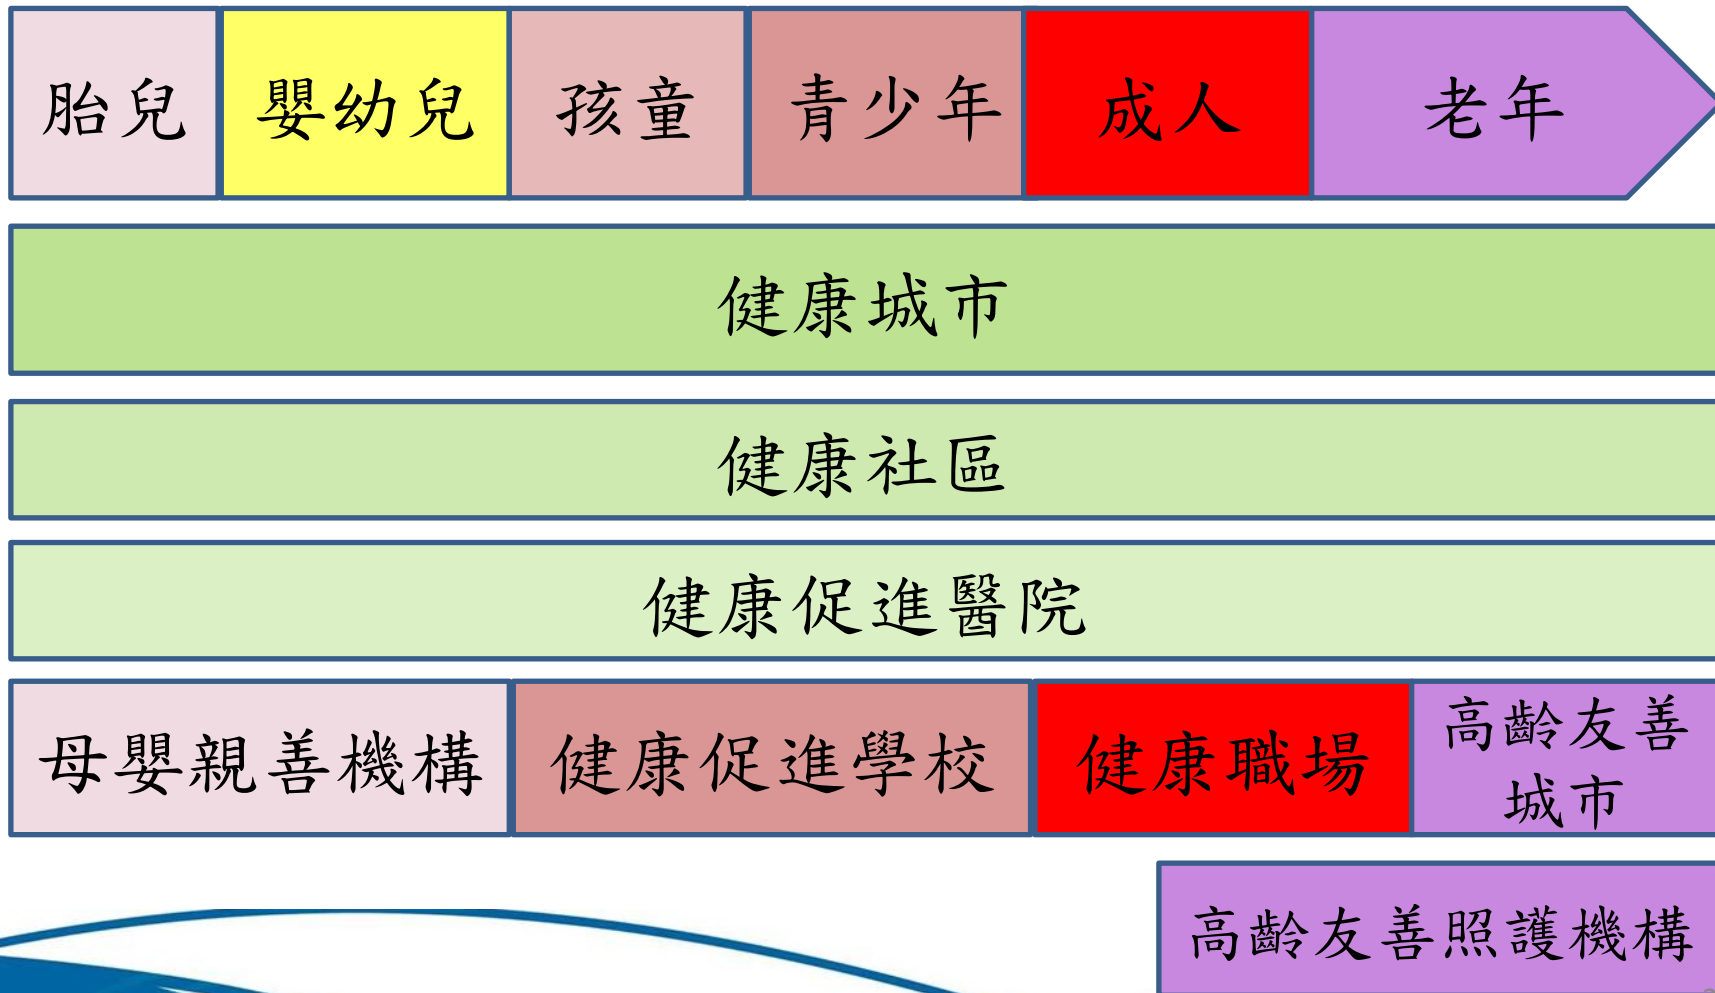 胎兒 嬰幼兒 孩童 青少年 成人 老年
健康城市
健康社區
健康促進醫院
母嬰親善機構 健康促進學校 健康職場 高齡友善
城市
高齡友善照護機構